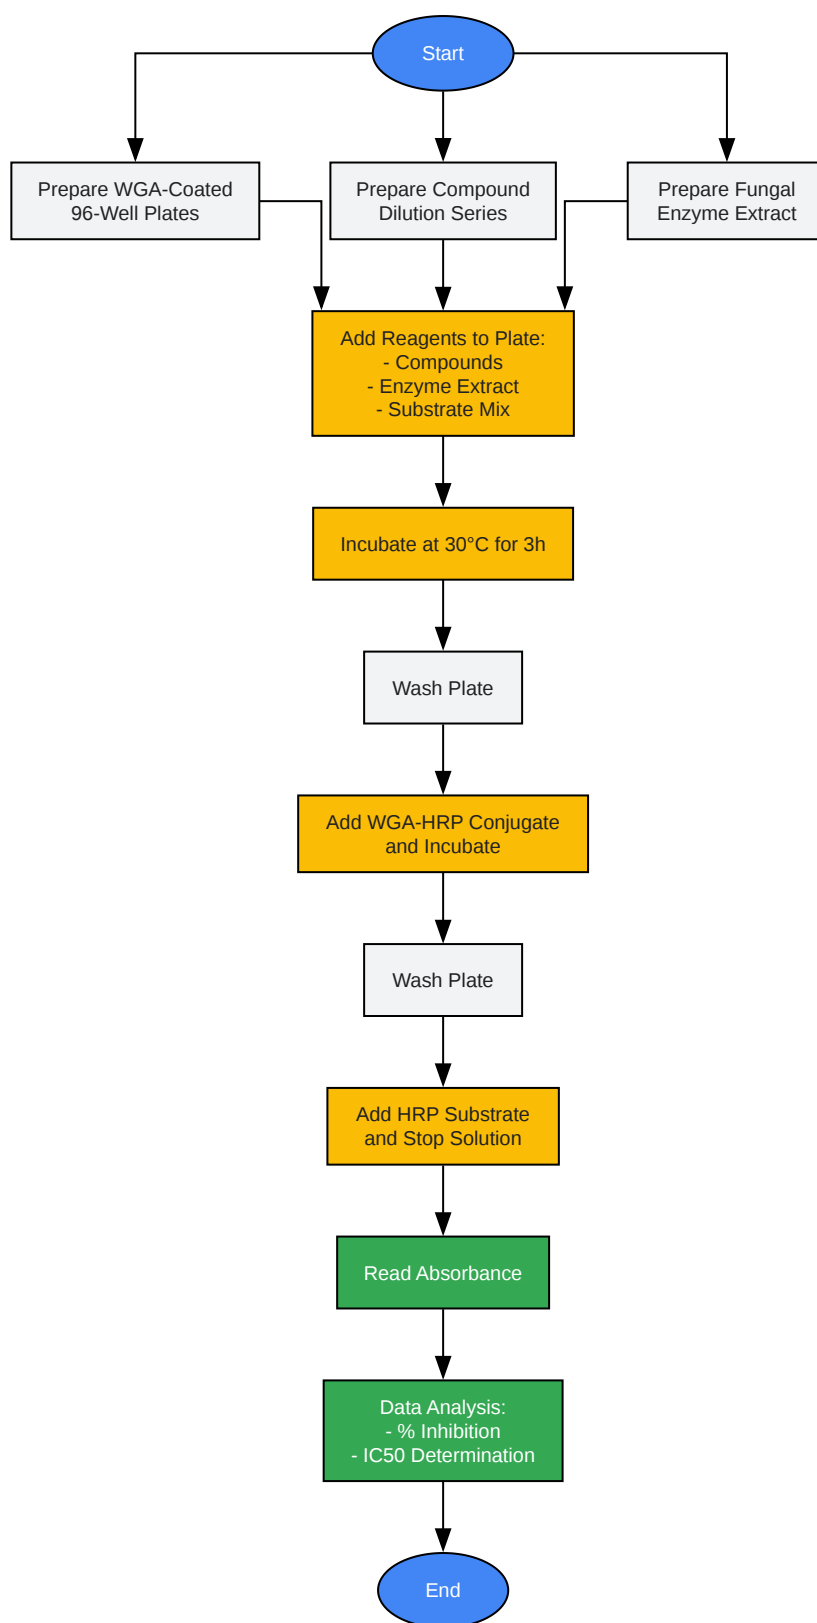 Start
Prepare WGA-Coated
96-Well Plates
Prepare Compound
Dilution Series
Prepare Fungal
Enzyme Extract
Add Reagents to Plate:
- Compounds
- Enzyme Extract
- Substrate Mix
Incubate at 30°C for 3h
Wash Plate
Add WGA-HRP Conjugate
and Incubate
Wash Plate
Add HRP Substrate
and Stop Solution
Read Absorbance
Data Analysis:
- % Inhibition
- IC50 Determination
End